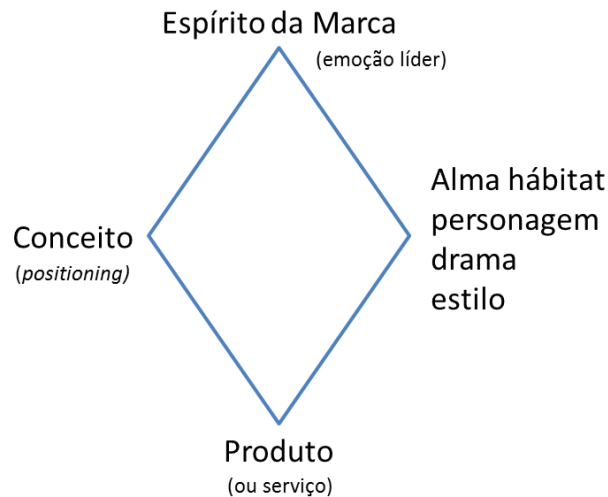 Espírito da Marca
(emoção líder)
Alma hábitat
personagem
drama
estilo
Conceito
(positioning)
Produto
(ou serviço)